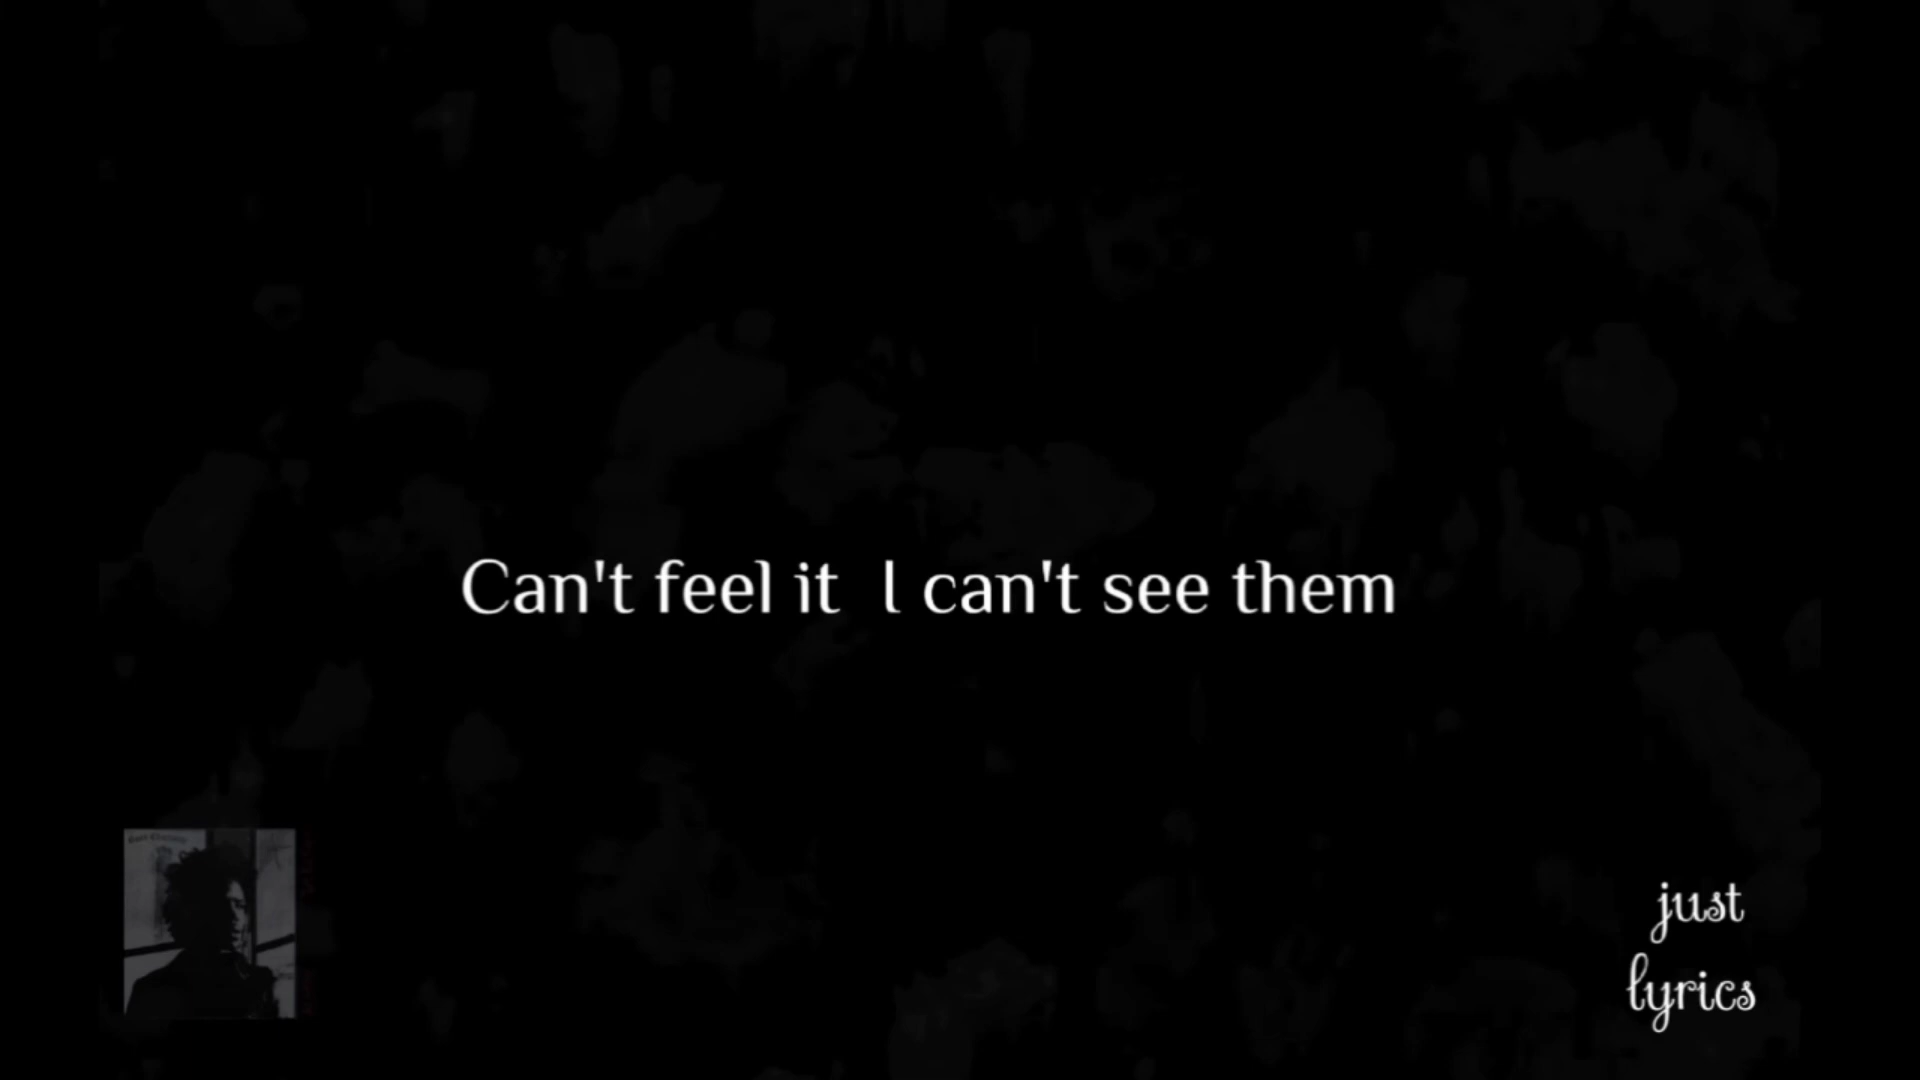 Can't feel it  I can't see them
just
lyrics